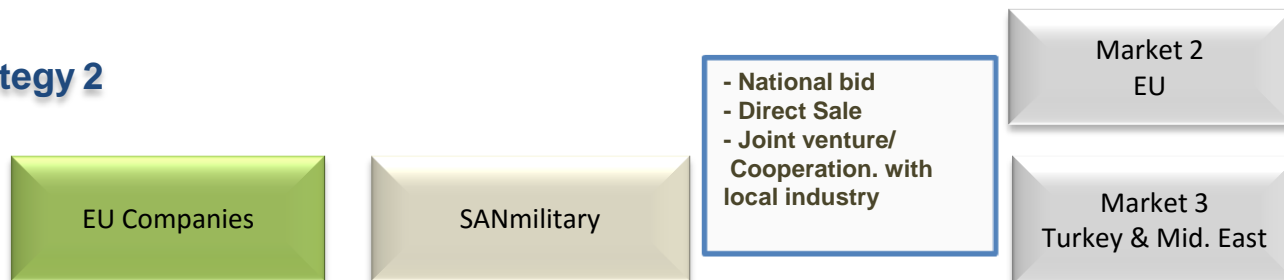 tegy 2
EU Companies
SANmilitary
- National bid
- Direct Sale
- Joint venture/
Cooperation. with
local industry
Market 2
EU
Market 3
Turkey & Mid. East